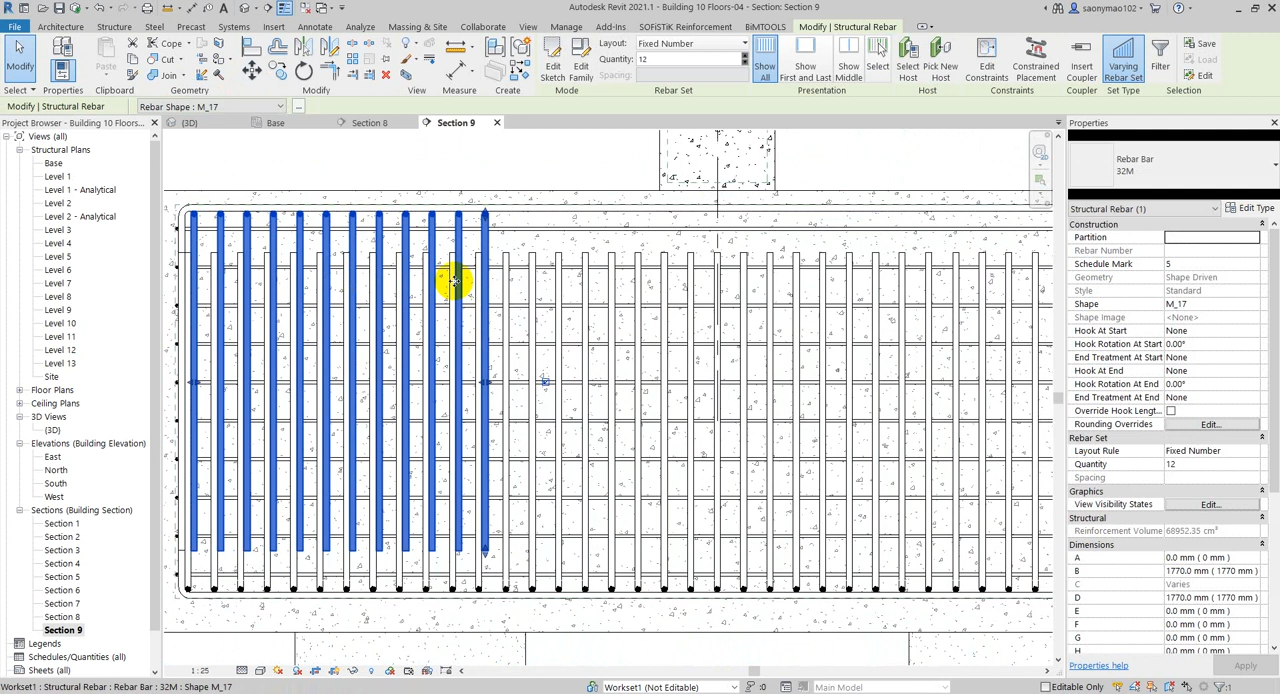 Autodesk Revit 2021.1 - Building 10 Floors-04 - Section: Section 9
saonymao102
File Architecture Structure Steel Precast Systems Insert Annotate Analyze Massing & Site Collaborate View Manage Add-Ins SOFiSTiK Reinforcement BiMTOOLS Modify | Structural Rebar
Modify Paste Cope Cut Join
Layout: Fixed Number
Quantity: 12
Spacing:
Edit Sketch Edit Family Show All Show First and Last Show Middle Select Select Host Pick New Host Edit Constraints Constrained Placement Insert Coupler Varying Rebar Set Filter Save Load Edit
Select Properties Clipboard Geometry Modify View Measure Create Mode Rebar Set Presentation Host Constraints Coupler Set Type Selection
Modify | Structural Rebar Rebar Shape : M_17 ...
Project Browser - Building 10 Floors...
Views (all)
Structural Plans
Base
Level 1
Level 1 - Analytical
Level 2
Level 2 - Analytical
Level 3
Level 4
Level 5
Level 6
Level 7
Level 8
Level 9
Level 10
Level 11
Level 12
Level 13
Site
Floor Plans
Ceiling Plans
3D Views
{3D}
Elevations (Building Elevation)
East
North
South
West
Sections (Building Section)
Section 1
Section 2
Section 3
Section 4
Section 5
Section 6
Section 7
Section 8
Section 9
Legends
Schedules/Quantities (all)
Sheets (all)
{3D} Base Section 8 Section 9
1 : 25
Properties
Rebar Bar
32M
Structural Rebar (1) Edit Type
Construction
Partition
Rebar Number
Schedule Mark 5
Geometry Shape Driven
Style Standard
Shape M_17
Shape Image <None>
Hook At Start None
Hook Rotation At Start 0.00°
End Treatment At Start None
Hook At End None
Hook Rotation At End 0.00°
End Treatment At End None
Override Hook Lengt...
Rounding Overrides Edit...
Rebar Set
Layout Rule Fixed Number
Quantity 12
Spacing
Graphics
View Visibility States Edit...
Structural
Reinforcement Volume 68952.35 cm³
Dimensions
A 0.0 mm ( 0 mm )
B 1770.0 mm ( 1770 mm )
C Varies
D 1770.0 mm ( 1770 mm )
E 0.0 mm ( 0 mm )
F 0.0 mm ( 0 mm )
G 0.0 mm ( 0 mm )
H 0.0 mm ( 0 mm )
Properties help Apply
Workset1 : Structural Rebar : Rebar Bar : 32M : Shape M_17 Workset1 (Not Editable) :0 Main Model Editable Only :1